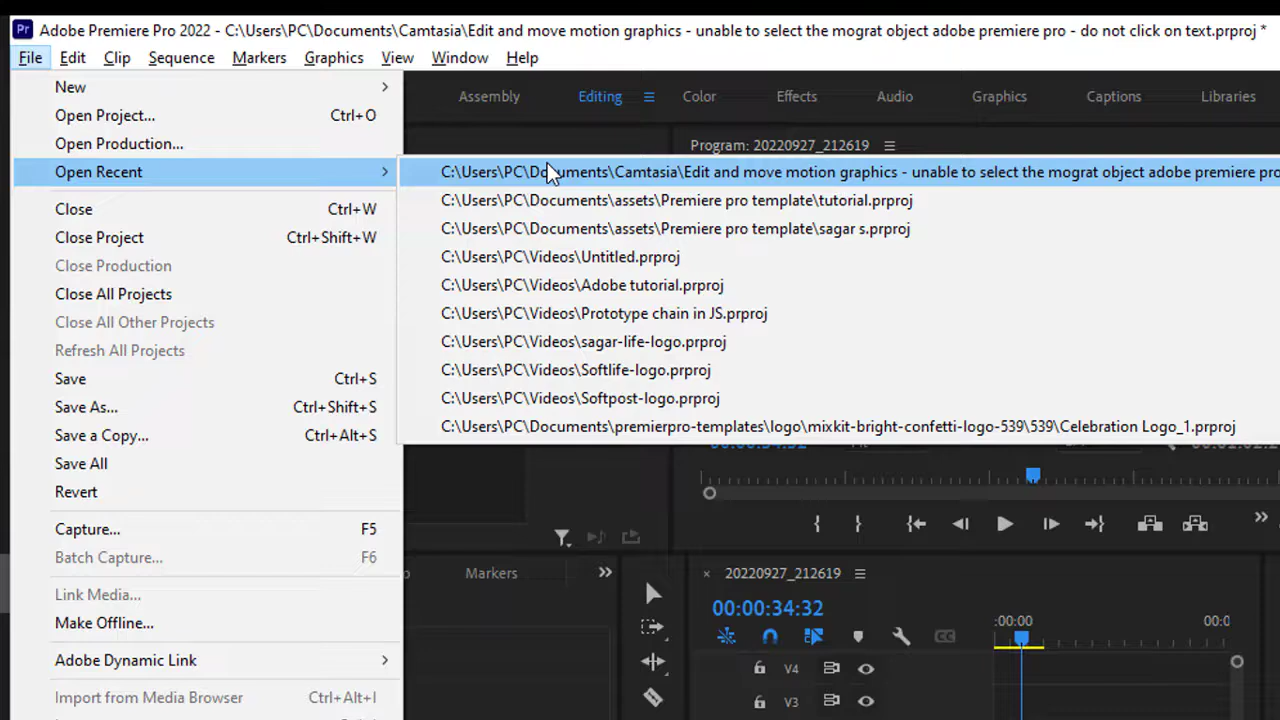 Pr Adobe Premiere Pro 2022 - C:\Users\PC\Documents\Camtasia\Edit and move motion graphics - unable to select the mograt object adobe premiere pro - do not click on text.prproj *
File Edit Clip Sequence Markers Graphics View Window Help
Assembly Editing Color Effects Audio Graphics Captions Libraries
Program: 20220927_212619
New
Open Project... Ctrl+O
Open Production...
Open Recent
Close Ctrl+W
Close Project Ctrl+Shift+W
Close Production
Close All Projects
Close All Other Projects
Refresh All Projects
Save Ctrl+S
Save As... Ctrl+Shift+S
Save a Copy... Ctrl+Alt+S
Save All
Revert
Capture... F5
Batch Capture... F6
Link Media...
Make Offline...
Adobe Dynamic Link
Import from Media Browser Ctrl+Alt+I
C:\Users\PC\Documents\Camtasia\Edit and move motion graphics - unable to select the mograt object adobe premiere pro
C:\Users\PC\Documents\assets\Premiere pro template\tutorial.prproj
C:\Users\PC\Documents\assets\Premiere pro template\sagar s.prproj
C:\Users\PC\Videos\Untitled.prproj
C:\Users\PC\Videos\Adobe tutorial.prproj
C:\Users\PC\Videos\Prototype chain in JS.prproj
C:\Users\PC\Videos\sagar-life-logo.prproj
C:\Users\PC\Videos\Softlife-logo.prproj
C:\Users\PC\Videos\Softpost-logo.prproj
C:\Users\PC\Documents\premierpro-templates\logo\mixkit-bright-confetti-logo-539\539\Celebration Logo_1.prproj
Markers
20220927_212619
00:00:34:32
:00:00
CC
V4
V3